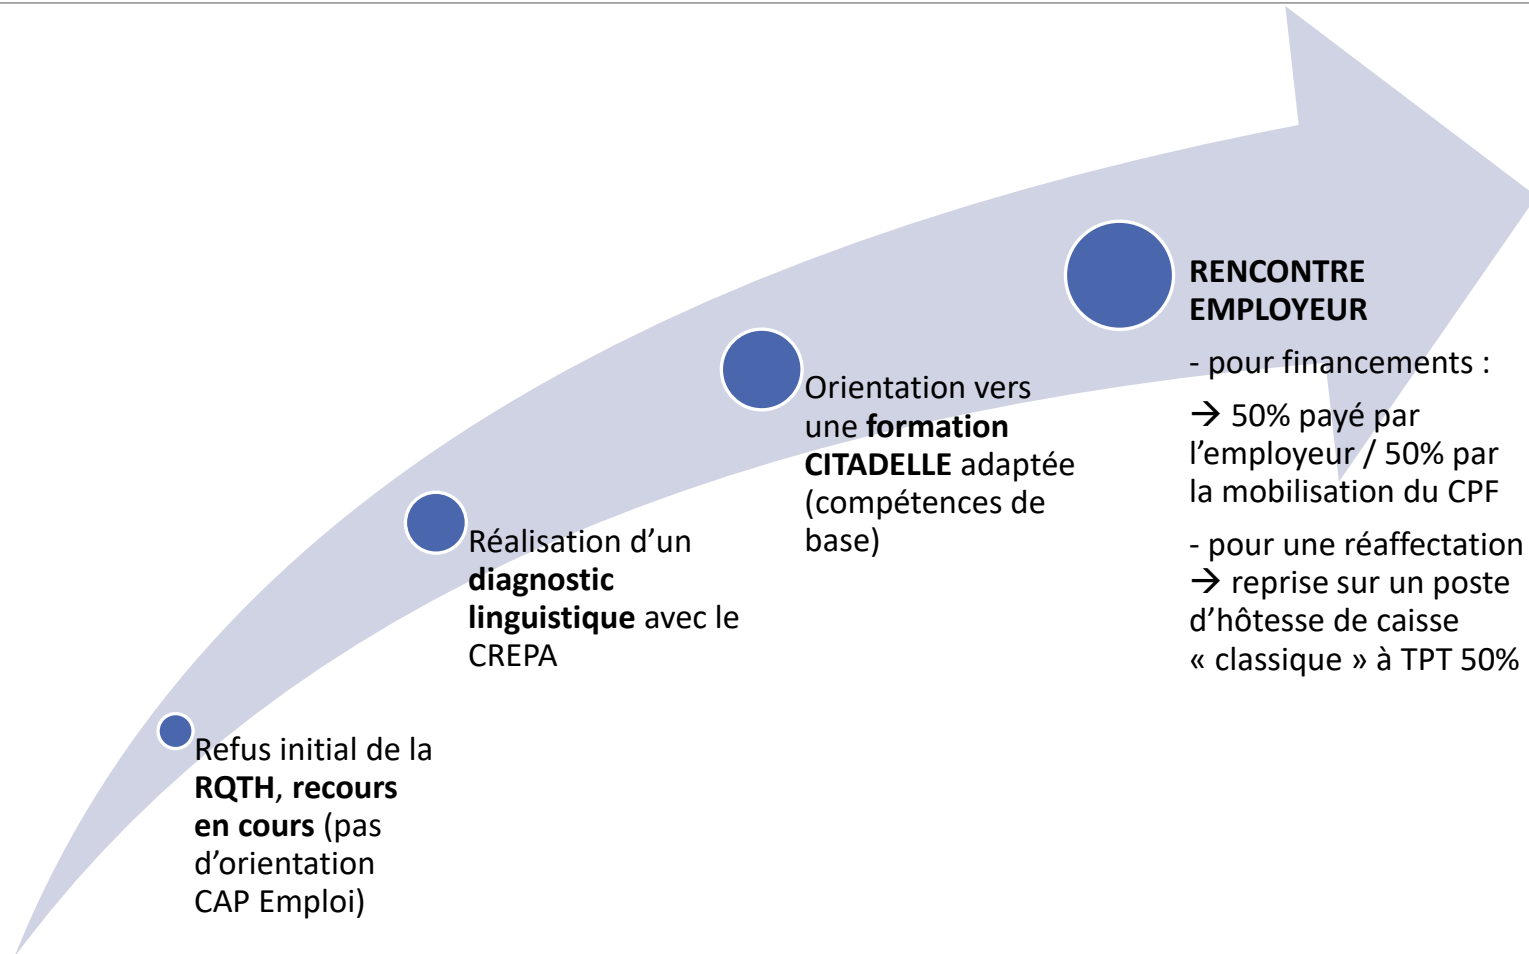 Refus initial de la
RQTH, recours
en cours (pas
d’orientation
CAP Emploi)
Réalisation d’un
diagnostic
linguistique avec le
CREPA
Orientation vers
une formation
CITADELLE adaptée
(compétences de
base)
RENCONTRE
EMPLOYEUR
- pour financements :
→ 50% payé par
l’employeur / 50% par
la mobilisation du CPF
- pour une réaffectation
→ reprise sur un poste
d’hôtesse de caisse
« classique » à TPT 50%